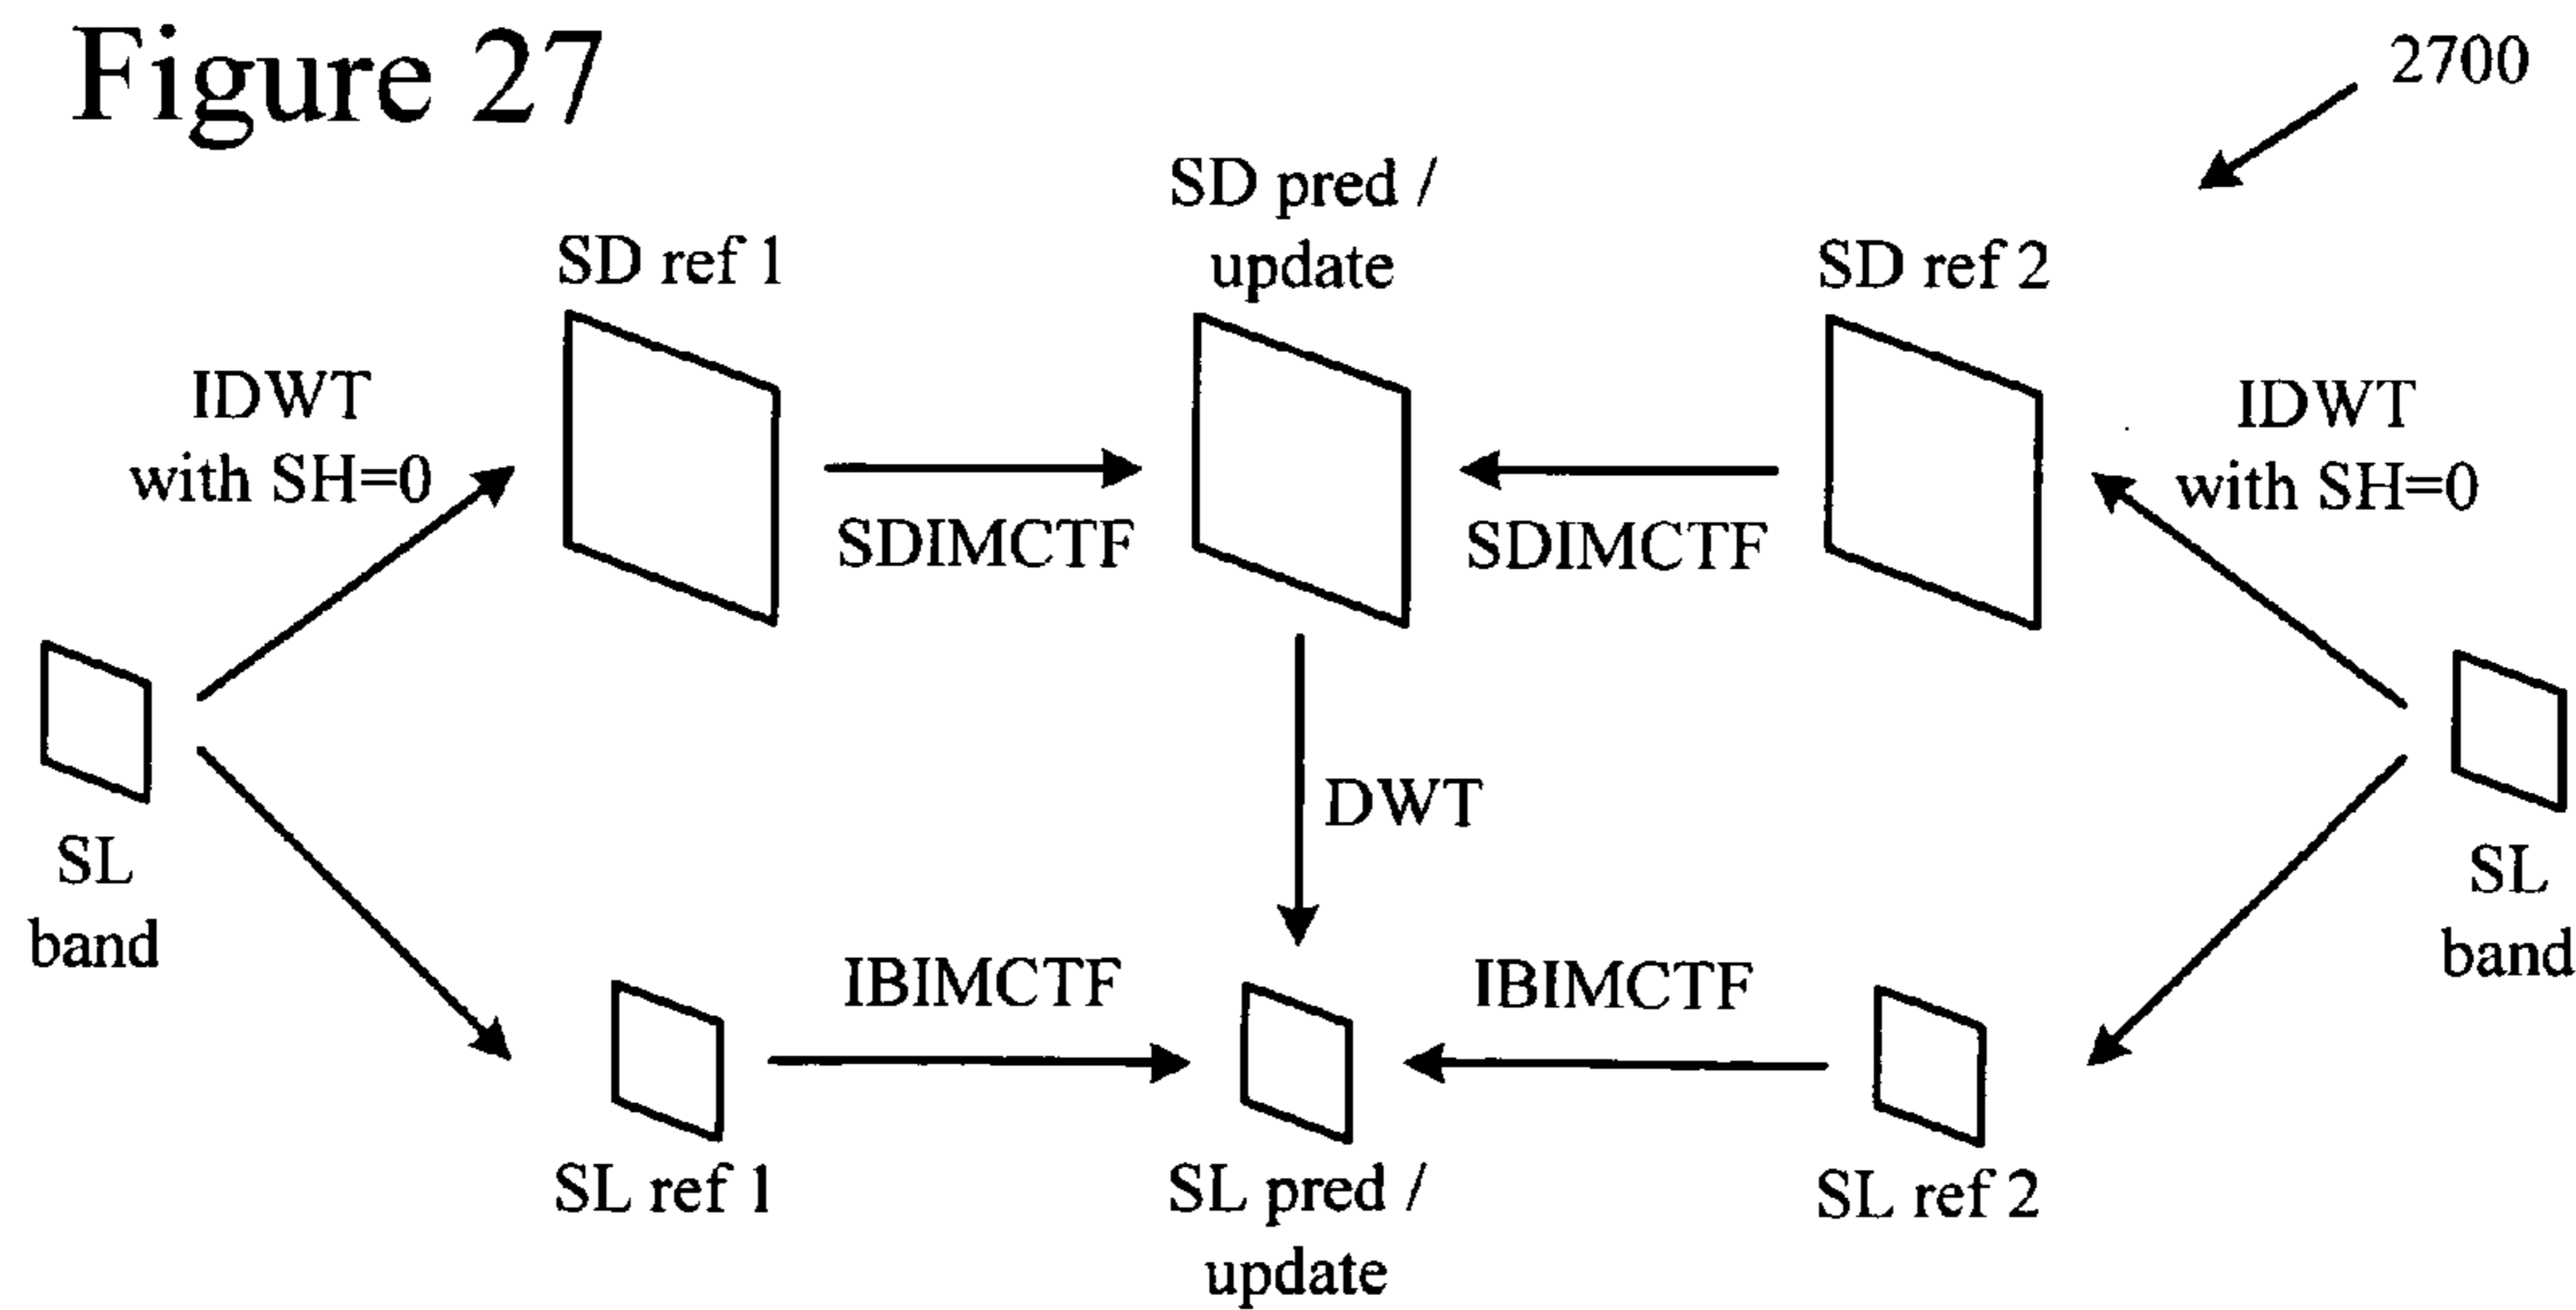 Figure 27
2700
SD pred /
update
SD ref 1
SD ref 2
IDWT
with SH=0
IDWT
with SH=0
SDIMCTF
SDIMCTF
SL
band
DWT
SL
band
IBIMCTF
IBIMCTF
SL ref 1
SL pred /
update
SL ref 2